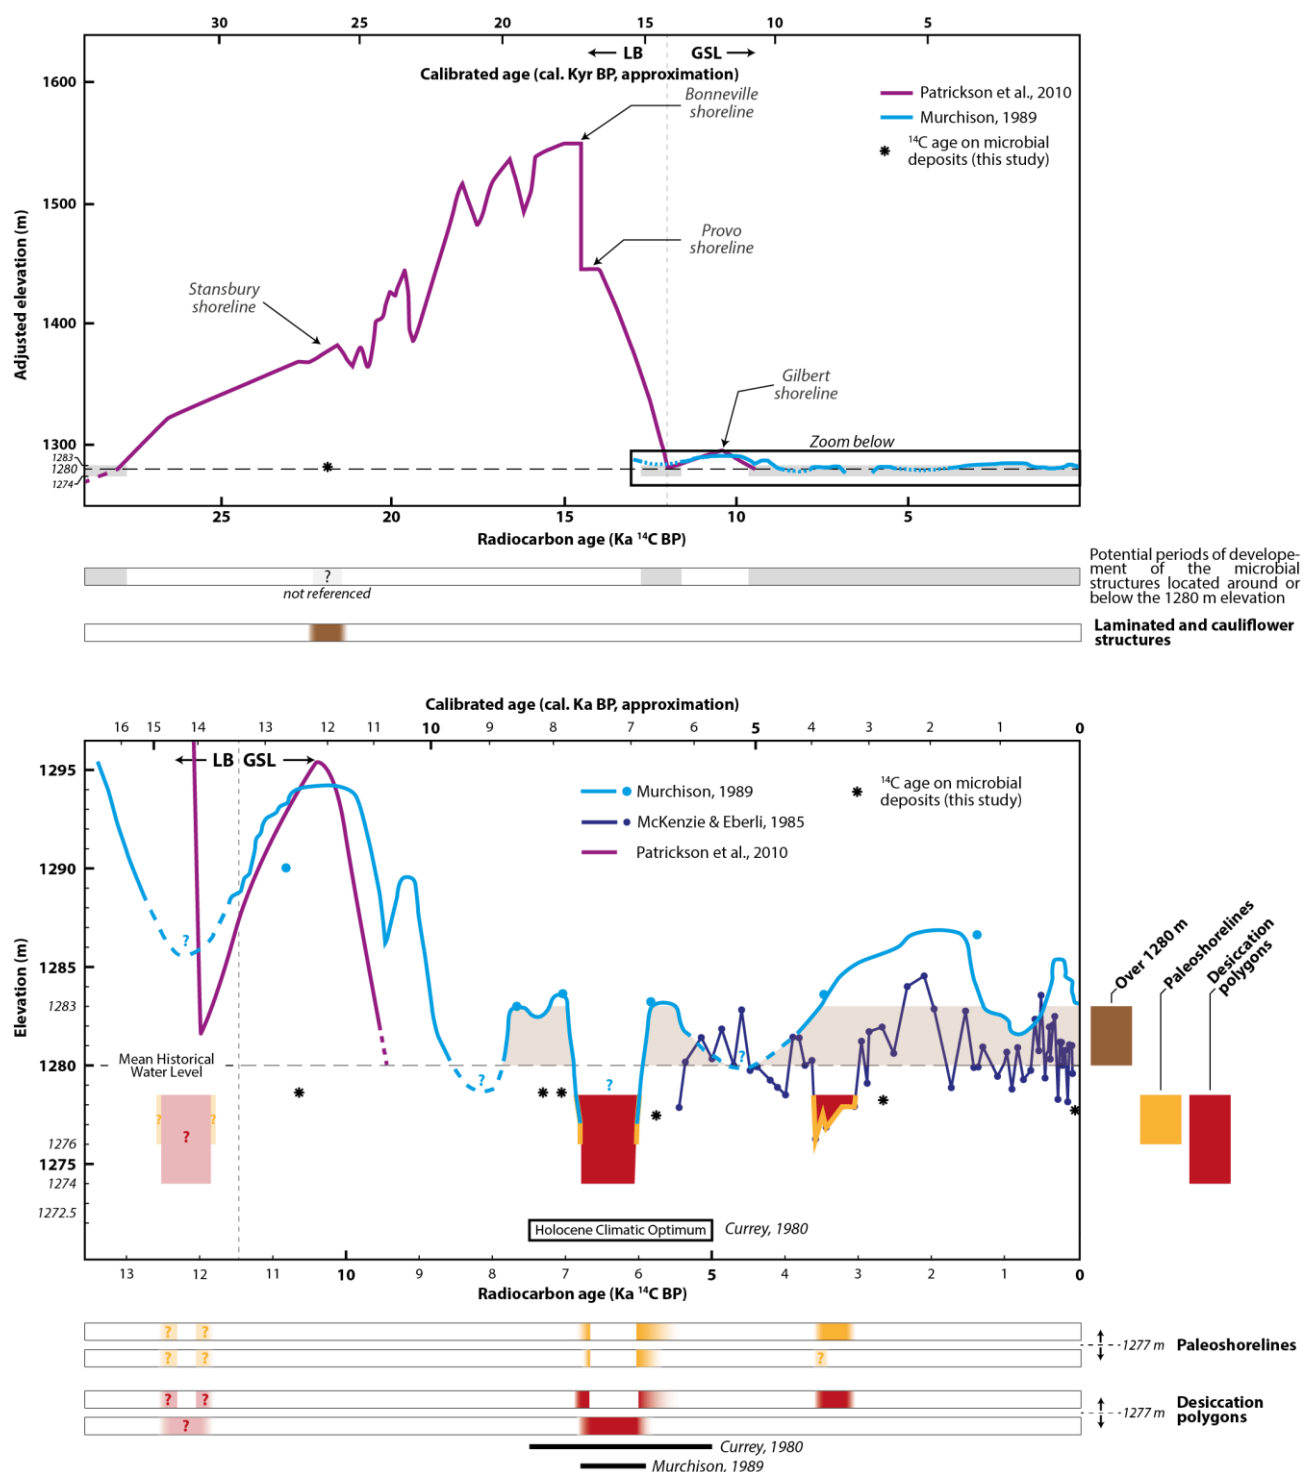 30
25
20
15
10
5
← LB GSL →
Calibrated age (cal. Kyr BP, approximation)
1600
1500
1400
1300
1283
1280
1274
Adjusted elevation (m)
Bonneville
shoreline
Patrickson et al., 2010
Murchison, 1989
14C age on microbial
deposits (this study)
Provo
shoreline
Stansbury
shoreline
Gilbert
shoreline
Zoom below
25
20
15
10
5
Radiocarbon age (Ka 14C BP)
?
not referenced
Potential periods of develope-
ment of the microbial
structures located around or
below the 1280 m elevation
Laminated and cauliflower
structures
Calibrated age (cal. Ka BP, approximation)
16 15 14 13 12 11 10 9 8 7 6 5 4 3 2 1 0
← LB GSL →
1295
1290
1285
1283
1280
1276
1275
1274
1272.5
Elevation (m)
Murchison, 1989
McKenzie & Eberli, 1985
Patrickson et al., 2010
14C age on microbial
deposits (this study)
?
?
?
?
Mean Historical
Water Level
? ?
?
Over 1280 m
Paleoshorelines
Desiccation
polygons
Holocene Climatic Optimum
Currey, 1980
13 12 11 10 9 8 7 6 5 4 3 2 1 0
Radiocarbon age (Ka 14C BP)
? ?
? ? ?
1277 m
Paleoshorelines
? ?
?
1277 m
Desiccation
polygons
Currey, 1980
Murchison, 1989